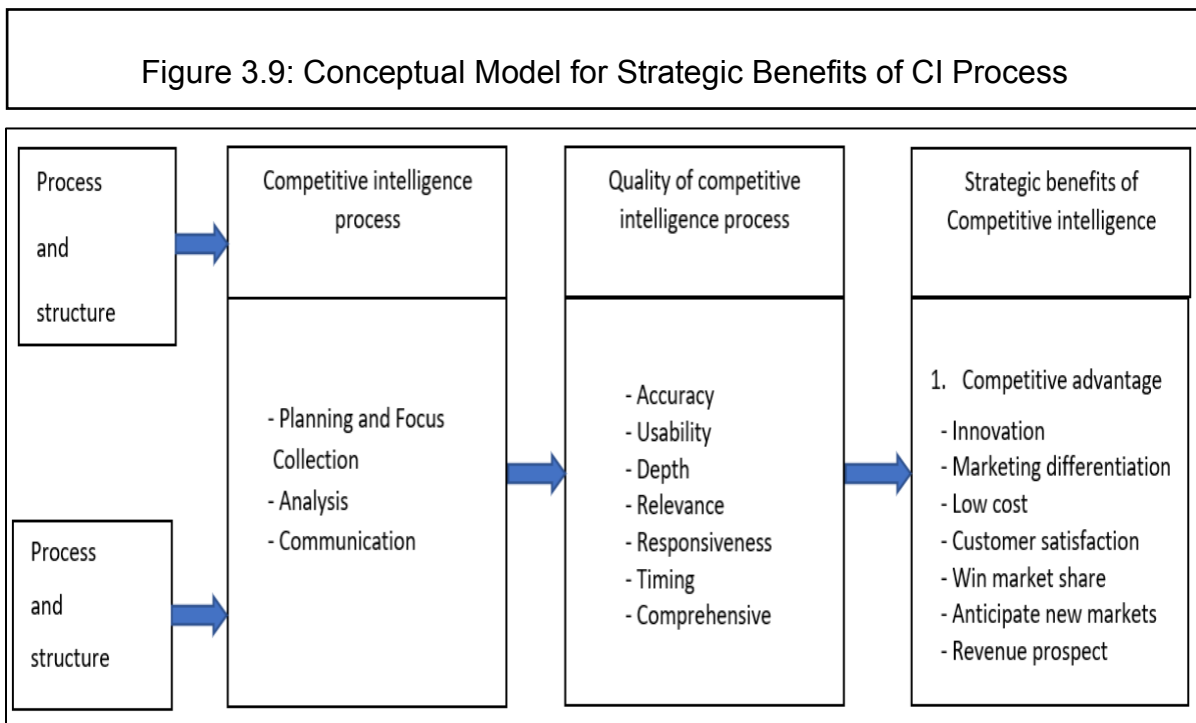 Figure 3.9: Conceptual Model for Strategic Benefits of CI Process
Process
and
structure
Process
and
structure
Competitive intelligence
process
- Planning and Focus
Collection
- Analysis
- Communication
Quality of competitive
intelligence process
- Accuracy
- Usability
- Depth
- Relevance
- Responsiveness
- Timing
- Comprehensive
Strategic benefits of
Competitive intelligence
1. Competitive advantage
- Innovation
- Marketing differentiation
- Low cost
- Customer satisfaction
- Win market share
- Anticipate new markets
- Revenue prospect